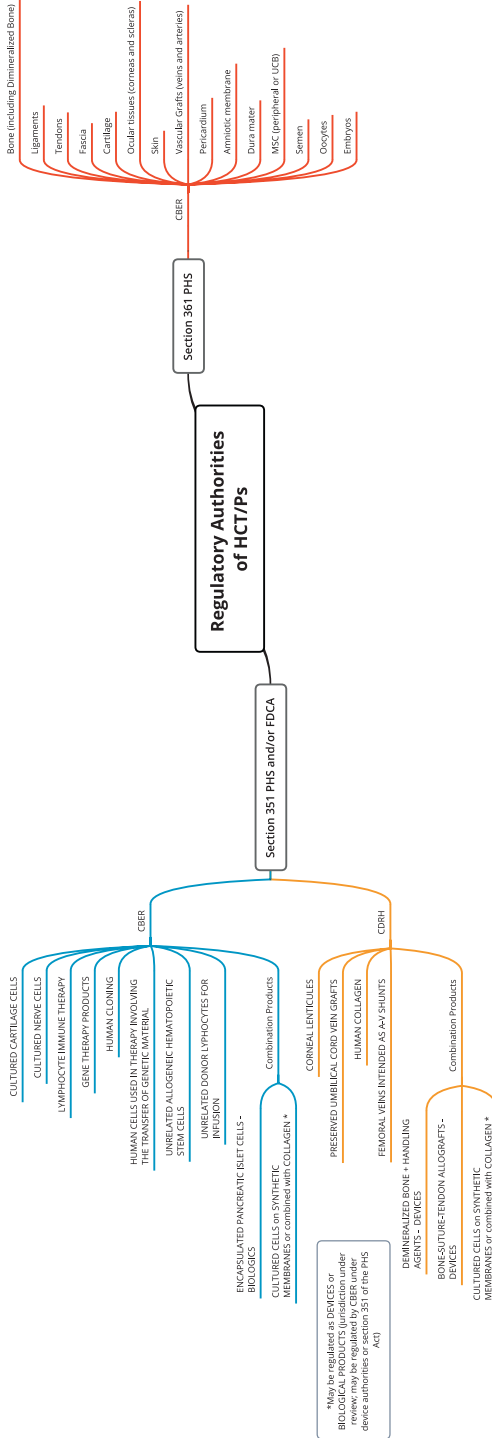 Regulatory Authorities
of HCT/Ps
Section 361 PHS
CBER
Bone (including Dimineralized Bone)
Ligaments
Tendons
Fascia
Cartilage
Ocular tissues (corneas and scleras)
Skin
Vascular Grafts (veins and arteries)
Pericardium
Amniotic membrane
Dura mater
MSC (peripheral or UCB)
Semen
Oocytes
Embryos
Section 351 PHS and/or FDCA
CBER
CULTURED CARTILAGE CELLS
CULTURED NERVE CELLS
LYMPHOCYTE IMMUNE THERAPY
GENE THERAPY PRODUCTS
HUMAN CLONING
HUMAN CELLS USED IN THERAPY INVOLVING
THE TRANSFER OF GENETIC MATERIAL
UNRELATED ALLOGENEIC HEMATOPOIETIC
STEM CELLS
UNRELATED DONOR LYPHOCYTES FOR
INFUSION
Combination Products
ENCAPSULATED PANCREATIC ISLET CELLS -
BIOLOGICS
CULTURED CELLS on SYNTHETIC
MEMBRANES or combined with COLLAGEN *
CDRH
CORNEAL LENTICULES
PRESERVED UMBILICAL CORD VEIN GRAFTS
HUMAN COLLAGEN
FEMORAL VEINS INTENDED AS A-V SHUNTS
Combination Products
DEMINERALIZED BONE + HANDLING
AGENTS - DEVICES
BONE-SUTURE-TENDON ALLOGRAFTS -
DEVICES
CULTURED CELLS on SYNTHETIC
MEMBRANES or combined with COLLAGEN *
*May be regulated as DEVICES or
BIOLOGICAL PRODUCTS (jurisdiction under
review; may be regulated by CBER under
device authorities or section 351 of the PHS
Act)